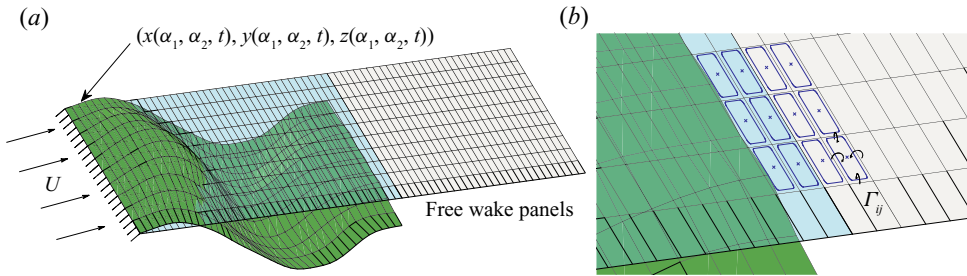 (a)
(b)
(x(α₁, α₂, t), y(α₁, α₂, t), z(α₁, α₂, t))
U
Free wake panels
Γᵢⱼ